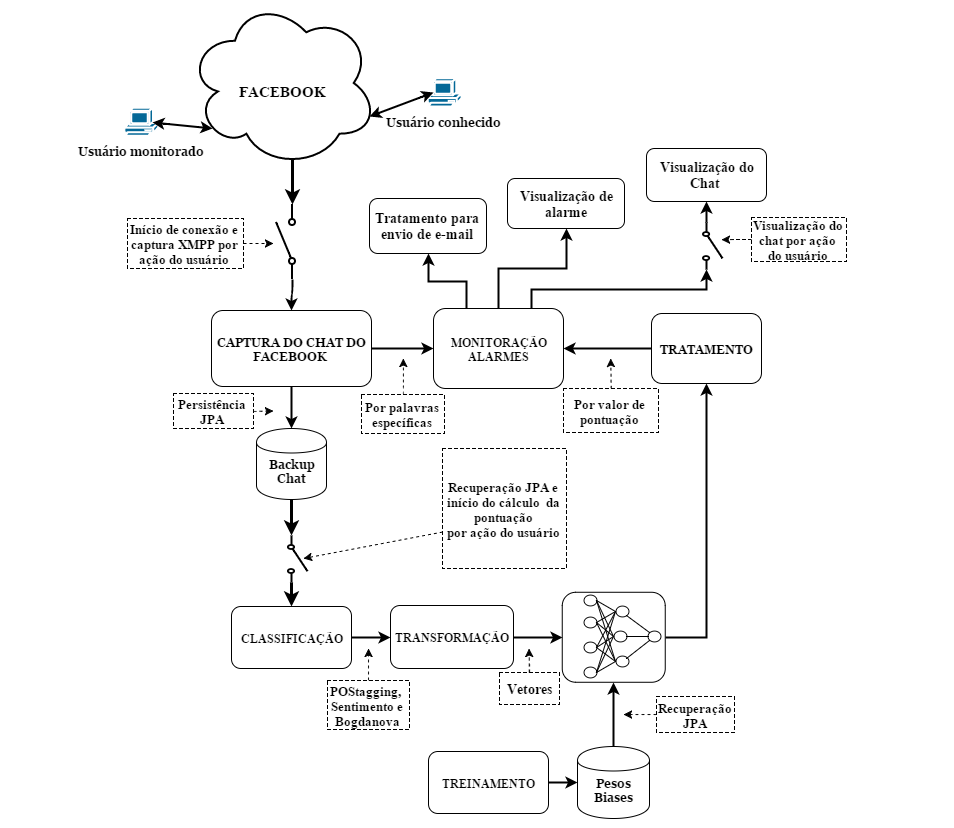 FACEBOOK
Usuário conhecido
Usuário monitorado
Visualização do
Chat
Visualização de
alarme
Tratamento para
envio de e-mail
Início de conexão e
captura XMPP por
ação do usuário
Visualização do
chat por ação
do usuário
CAPTURA DO CHAT DO
FACEBOOK
MONITORAÇÃO
ALARMES
TRATAMENTO
Persistência
JPA
Por palavras
específicas
Por valor de
pontuação
Backup
Chat
Recuperação JPA e
início do cálculo da
pontuação
por ação do usuário
CLASSIFICAÇÃO
TRANSFORMAÇÃO
POStagging,
Sentimento e
Bogdanova
Vetores
Recuperação
JPA
TREINAMENTO
Pesos
Biases